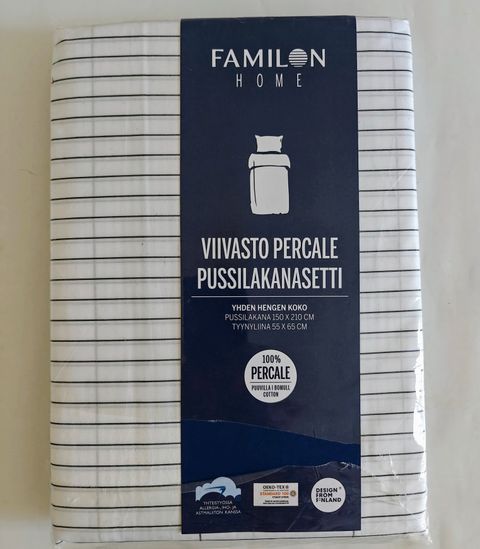 FAMILON
HOME
VIIVASTO PERCALE
PUSSILAKANASETTI
YHDEN HENGEN KOKO
PUSSILAKANA 150 X 210 CM
TYYNYLIINA 55 X 65 CM
100%
PERCALE
PUUVILLA I BOMULL
COTTON
YHTEISTYÖSSÄ
ALLERGIA-, IHO- JA
ASTMALIITON KANSSA
OEKO-TEX®
STANDARD 100
DESIGN
FROM
FINLAND